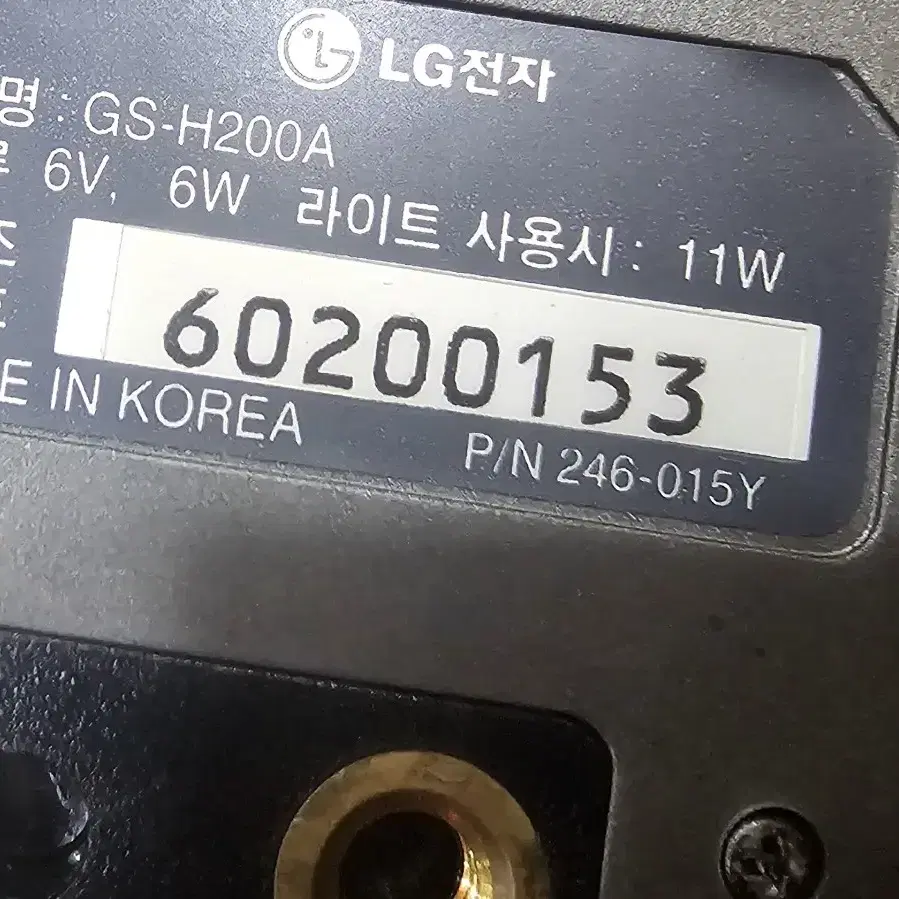 LG전자
명 : GS-H200A
6V, 6W 라이트 사용시 : 11W
60200153
E IN KOREA
P/N 246-015Y